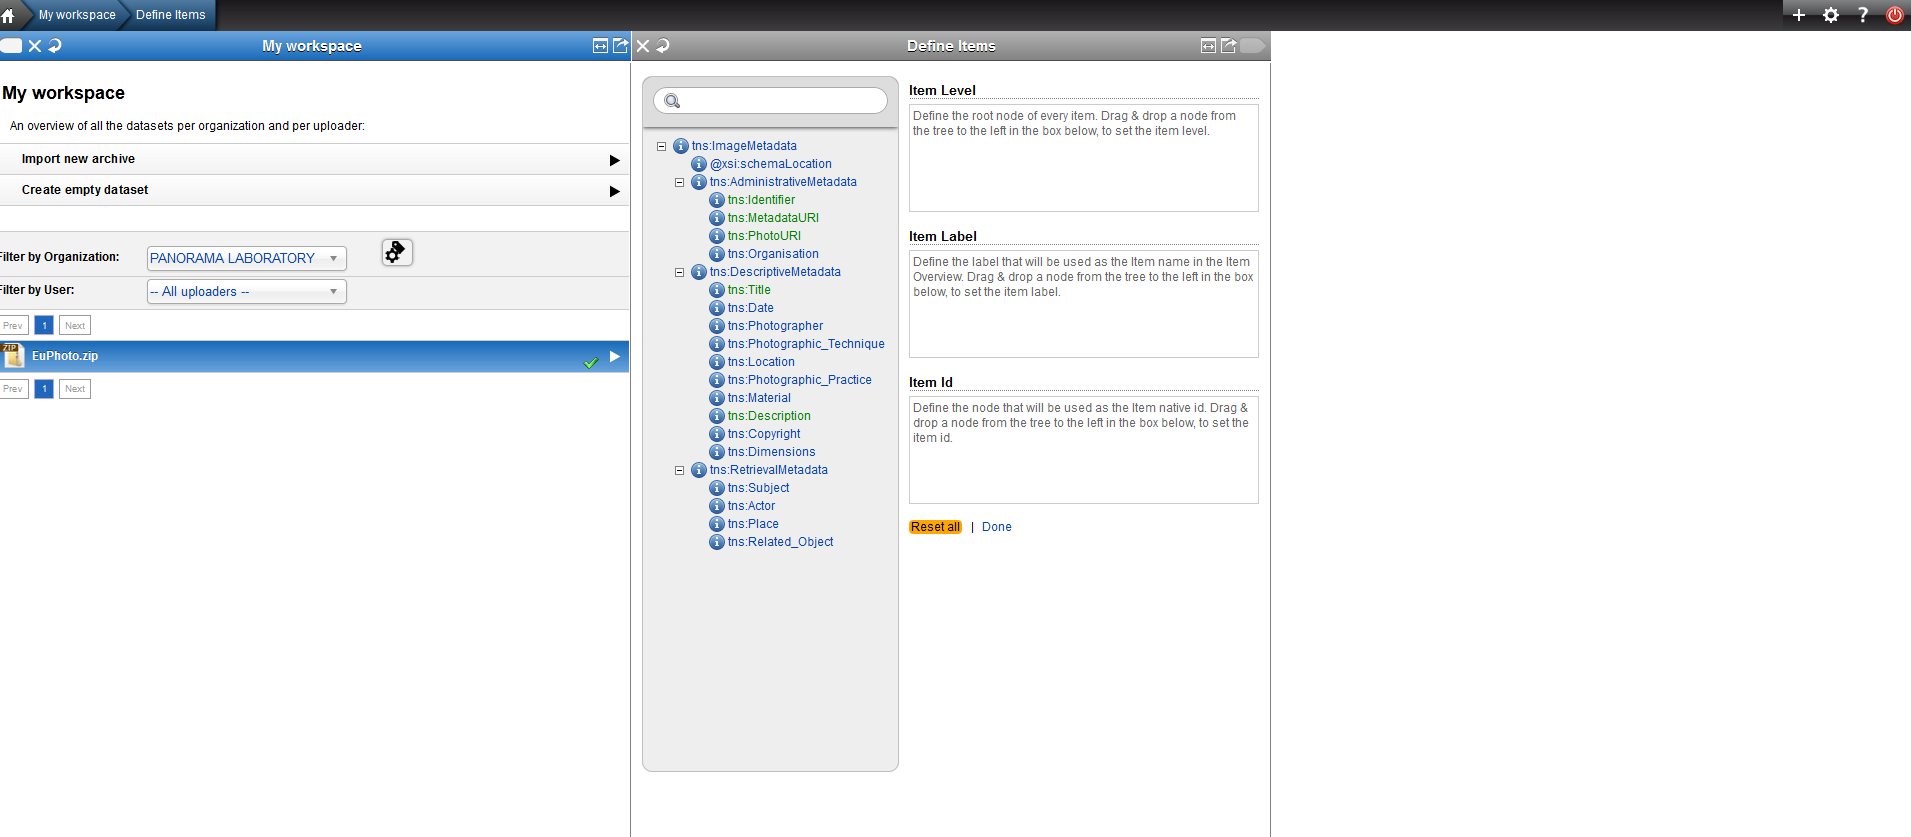 My workspace
Define Items
My workspace
My workspace
An overview of all the datasets per organization and per uploader:
Import new archive
Create empty dataset
Filter by Organization:
PANORAMA LABORATORY
Filter by User:
-- All uploaders --
Prev 1 Next
ZIP
EuPhoto.zip
Prev 1 Next
Define Items
tns:ImageMetadata
@xsi:schemaLocation
tns:AdministrativeMetadata
tns:Identifier
tns:MetadataURI
tns:PhotoURI
tns:Organisation
tns:DescriptiveMetadata
tns:Title
tns:Date
tns:Photographer
tns:Photographic_Technique
tns:Location
tns:Photographic_Practice
tns:Material
tns:Description
tns:Copyright
tns:Dimensions
tns:RetrievalMetadata
tns:Subject
tns:Actor
tns:Place
tns:Related_Object
Item Level
Define the root node of every item. Drag & drop a node from
the tree to the left in the box below, to set the item level.
Item Label
Define the label that will be used as the Item name in the Item
Overview. Drag & drop a node from the tree to the left in the box
below, to set the item label.
Item Id
Define the node that will be used as the Item native id. Drag &
drop a node from the tree to the left in the box below, to set the
item id.
Reset all | Done